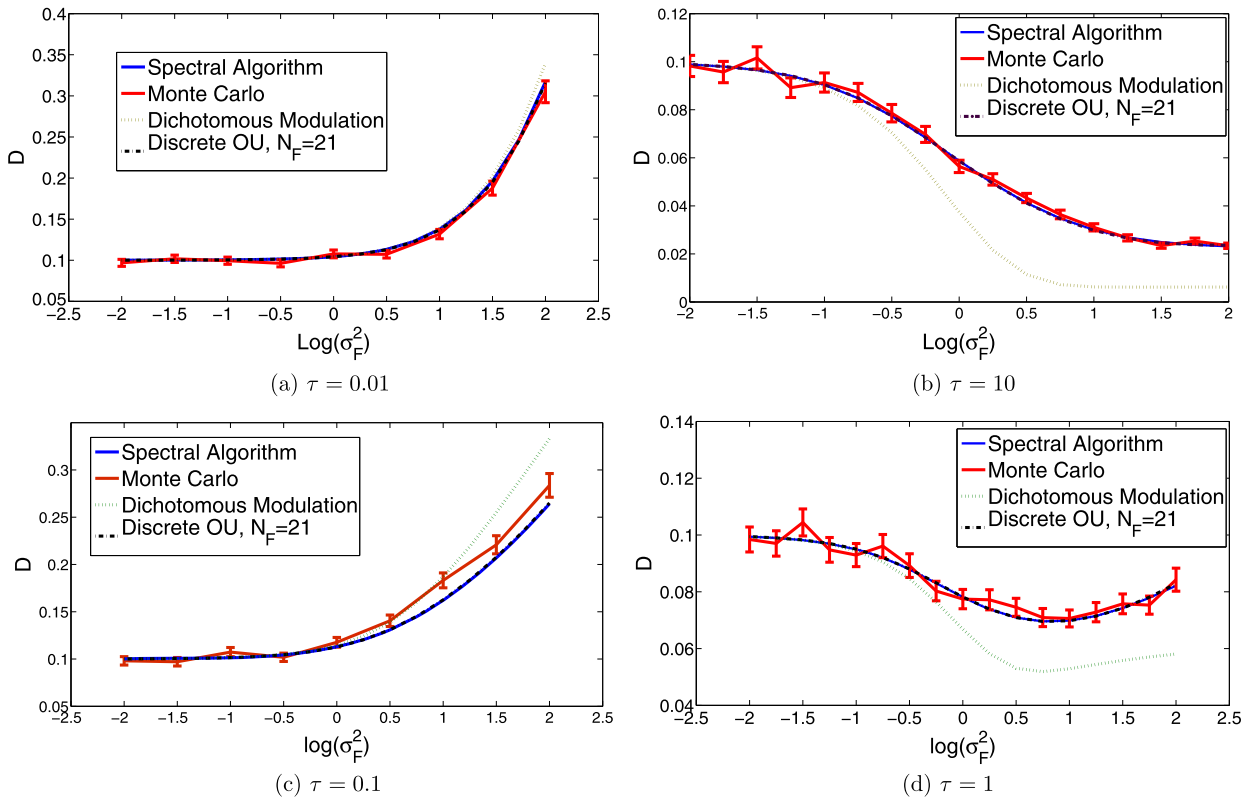 0.4
0.35
0.3
0.25
0.2
0.15
0.1
0.05
D
Spectral Algorithm
Monte Carlo
Dichotomous Modulation
Discrete OU, N_F=21
-2.5 -2 -1.5 -1 -0.5 0 0.5 1 1.5 2 2.5
Log(σ_F^2)
(a) τ = 0.01
0.12
0.1
0.08
0.06
0.04
0.02
0
D
Spectral Algorithm
Monte Carlo
Dichotomous Modulation
Discrete OU, N_F=21
-2 -1.5 -1 -0.5 0 0.5 1 1.5 2
Log(σ_F^2)
(b) τ = 10
0.3
0.25
0.2
0.15
0.1
0.05
D
Spectral Algorithm
Monte Carlo
Dichotomous Modulation
Discrete OU, N_F=21
-2.5 -2 -1.5 -1 -0.5 0 0.5 1 1.5 2 2.5
log(σ_F^2)
(c) τ = 0.1
0.14
0.12
0.1
0.08
0.06
0.04
D
Spectral Algorithm
Monte Carlo
Dichotomous Modulation
Discrete OU, N_F=21
-2.5 -2 -1.5 -1 -0.5 0 0.5 1 1.5 2 2.5
log(σ_F^2)
(d) τ = 1